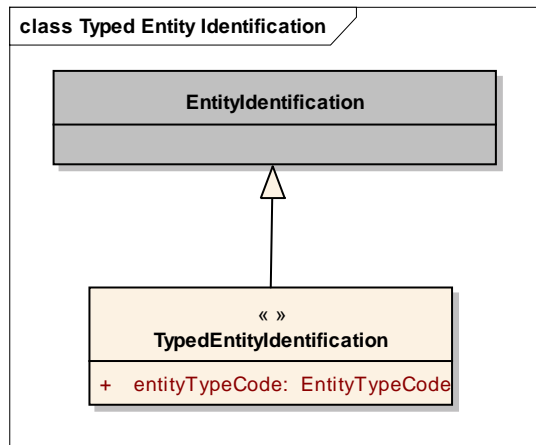 class Typed Entity Identification
EntityIdentification
« »
TypedEntityIdentification
+ entityTypeCode: EntityTypeCode